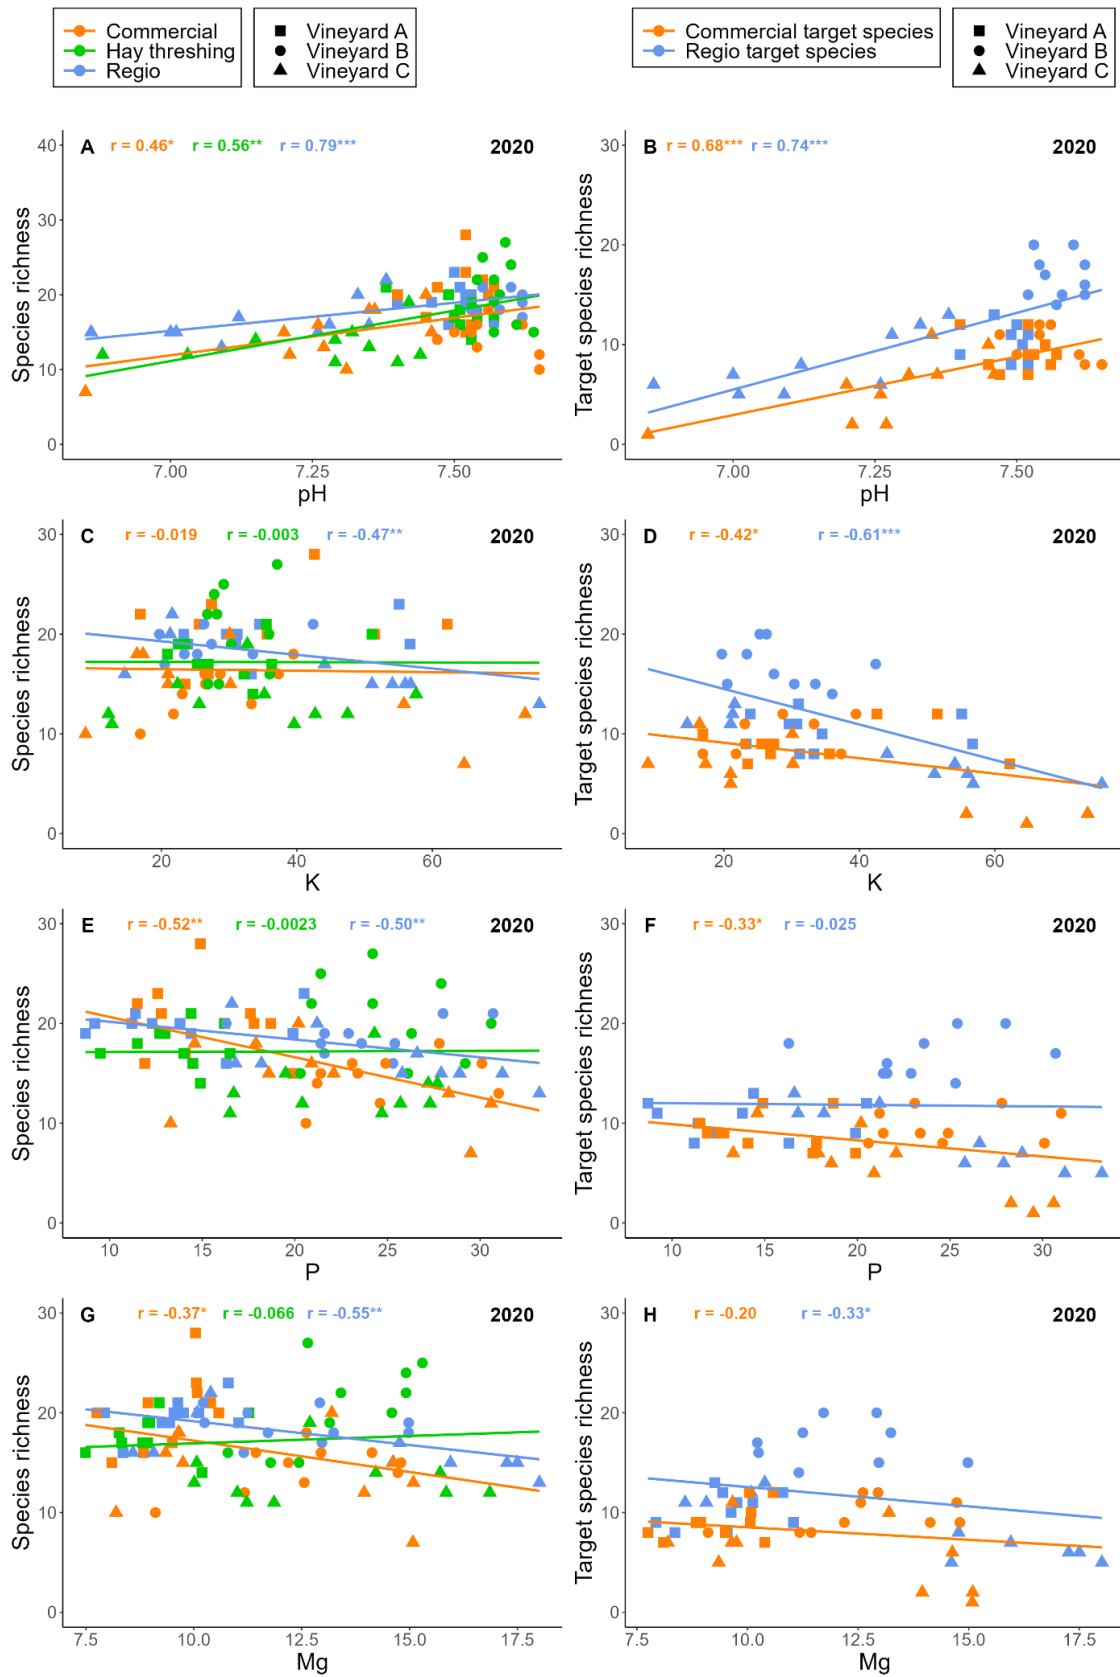 Commercial
Hay threshing
Regio
Vineyard A
Vineyard B
Vineyard C
Commercial target species
Regio target species
Vineyard A
Vineyard B
Vineyard C
A r = 0.46* r = 0.56** r = 0.79*** 2020
Species richness
40
30
20
10
0
7.00 7.25 7.50
pH
B r = 0.68*** r = 0.74*** 2020
Target species richness
30
20
10
0
7.00 7.25 7.50
pH
C r = -0.019 r = -0.003 r = -0.47** 2020
Species richness
30
20
10
0
20 40 60
K
D r = -0.42* r = -0.61*** 2020
Target species richness
30
20
10
0
20 40 60
K
E r = -0.52** r = -0.0023 r = -0.50** 2020
Species richness
30
20
10
0
10 15 20 25 30
P
F r = -0.33* r = -0.025 2020
Target species richness
30
20
10
0
10 15 20 25 30
P
G r = -0.37* r = -0.066 r = -0.55** 2020
Species richness
30
20
10
0
7.5 10.0 12.5 15.0 17.5
Mg
H r = -0.20 r = -0.33* 2020
Target species richness
30
20
10
0
7.5 10.0 12.5 15.0 17.5
Mg